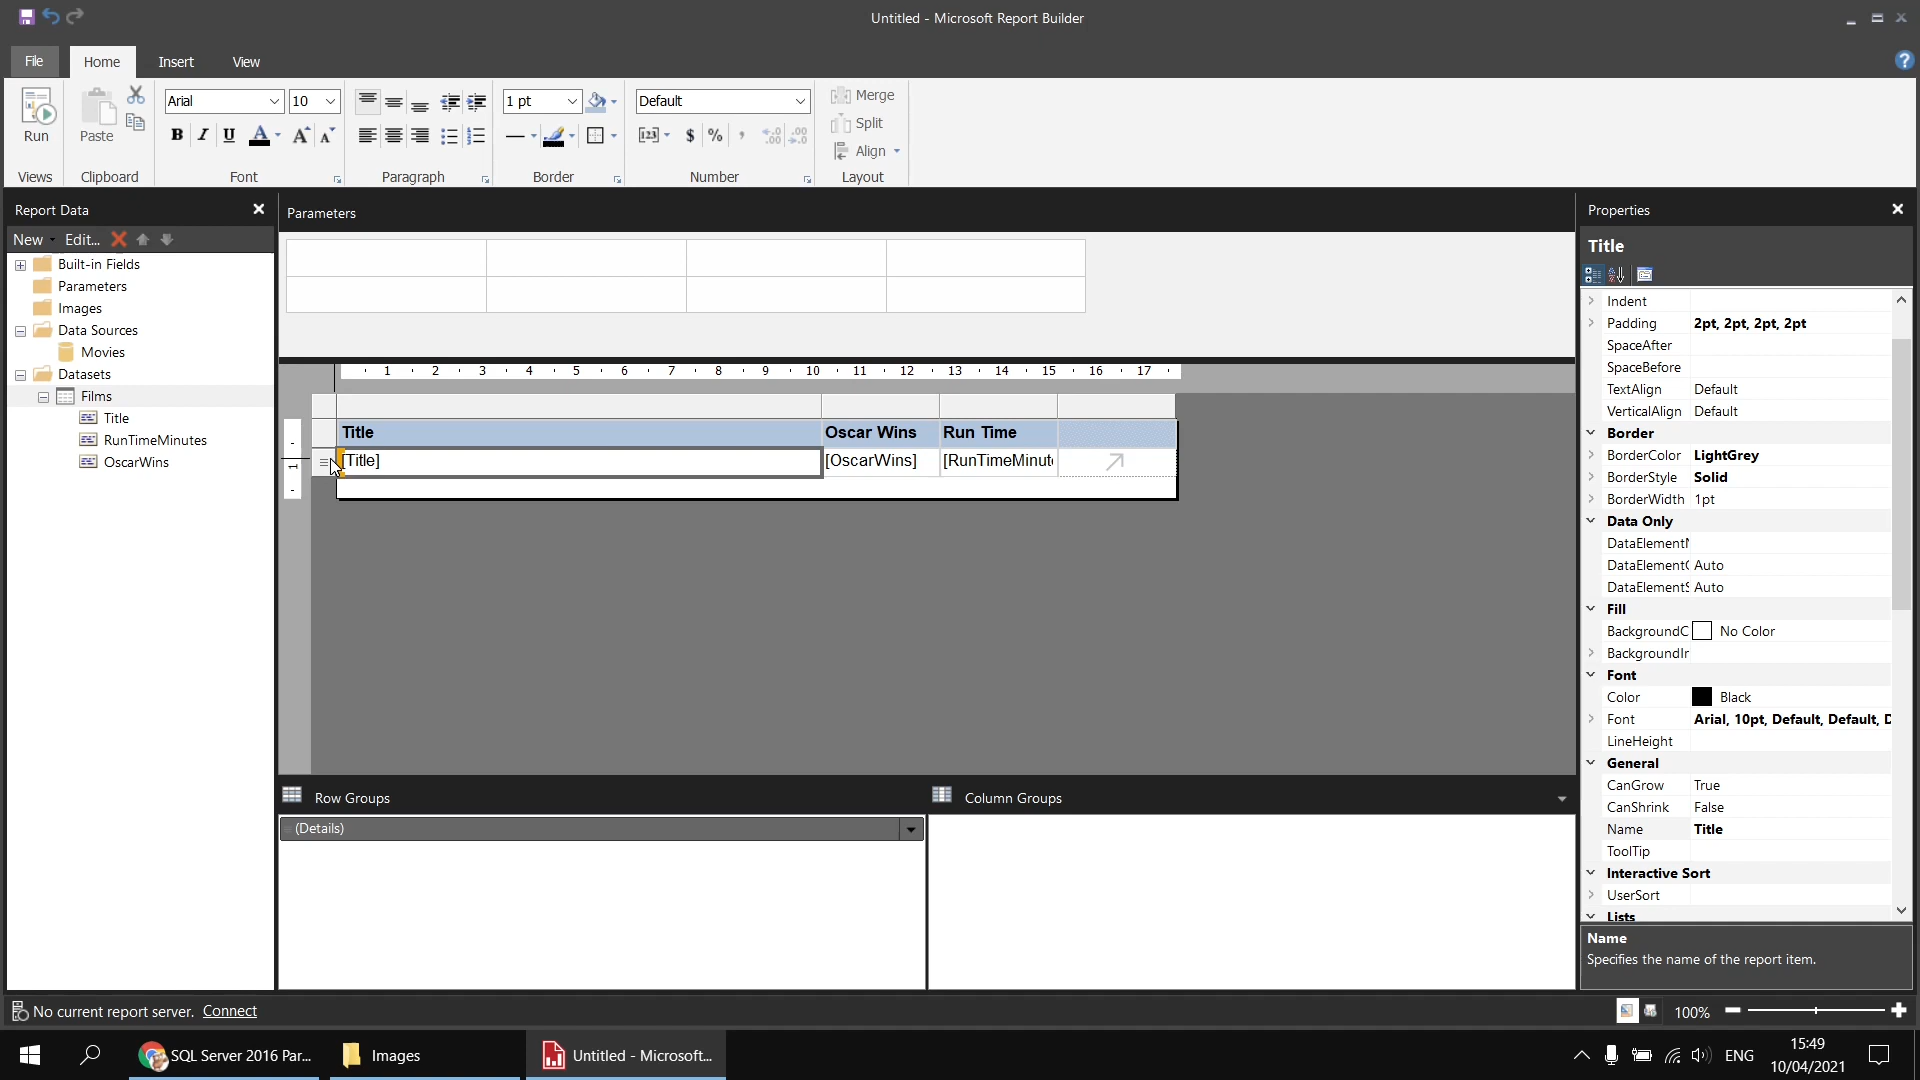 Untitled - Microsoft Report Builder
File
Home
Insert
View
?
Run
Paste
Arial
10
1 pt
Default
Merge
Split
Align
B I U A A A
$ % ,
Views
Clipboard
Font
Paragraph
Border
Number
Layout
Report Data
New
Edit...
Built-in Fields
Parameters
Images
Data Sources
Movies
Datasets
Films
Title
RunTimeMinutes
OscarWins
Parameters
1 2 3 4 5 6 7 8 9 10 11 12 13 14 15 16 17
1
Title Oscar Wins Run Time
[Title] [OscarWins] [RunTimeMinut
Row Groups
(Details)
Column Groups
Properties
Title
Indent
Padding 2pt, 2pt, 2pt, 2pt
SpaceAfter
SpaceBefore
TextAlign Default
VerticalAlign Default
Border
BorderColor LightGrey
BorderStyle Solid
BorderWidth 1pt
Data Only
DataElement
DataElement Auto
DataElement Auto
Fill
BackgroundC No Color
BackgroundIr
Font
Color Black
Font Arial, 10pt, Default, Default, D
LineHeight
General
CanGrow True
CanShrink False
Name Title
ToolTip
Interactive Sort
UserSort
Lists
Name
Specifies the name of the report item.
No current report server. Connect
100%
SQL Server 2016 Par...
Images
Untitled - Microsoft...
ENG
15:49
10/04/2021